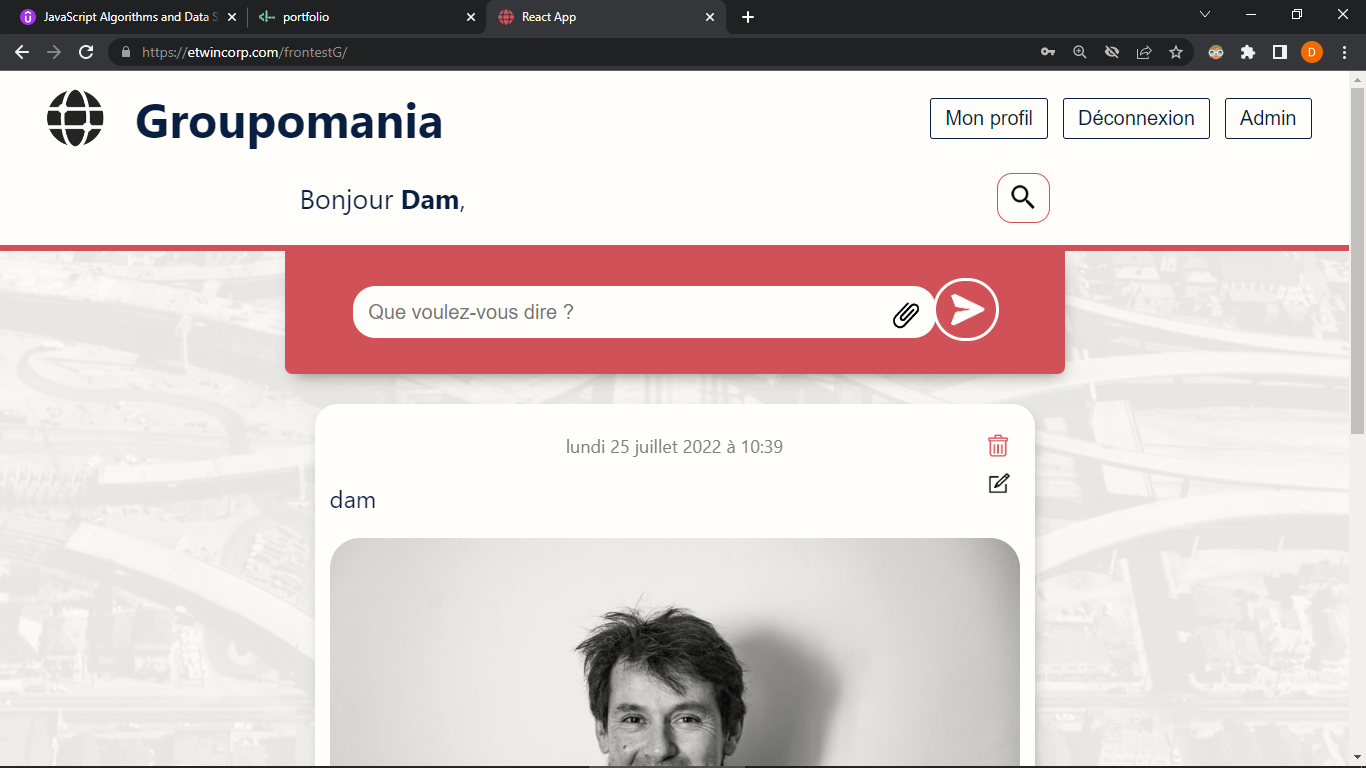 JavaScript Algorithms and Data S
portfolio
React App
https://etwincorp.com/frontestG/
D
Groupomania
Mon profil
Déconnexion
Admin
Bonjour Dam,
Que voulez-vous dire ?
lundi 25 juillet 2022 à 10:39
dam